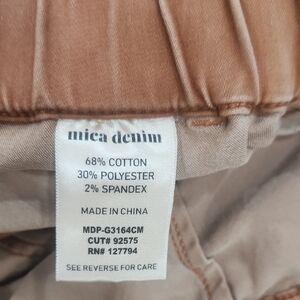 mica denim
68% COTTON
30% POLYESTER
2% SPANDEX
MADE IN CHINA
MDP-G3164CM
CUT# 92575
RN# 127794
SEE REVERSE FOR CARE